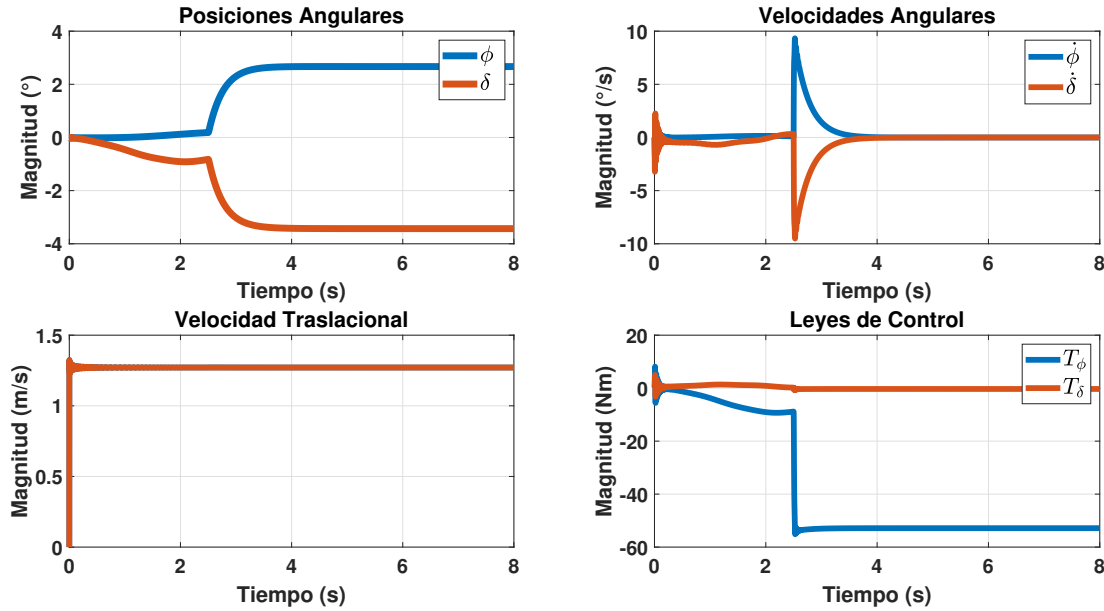 Posiciones Angulares
4
2
0
-2
-4
Magnitud (°)
ϕ
δ
0 2 4 6 8
Tiempo (s)
Velocidades Angulares
10
5
0
-5
-10
Magnitud (°/s)
ϕ̇
δ̇
0 2 4 6 8
Tiempo (s)
Velocidad Traslacional
1.5
1
0.5
0
Magnitud (m/s)
0 2 4 6 8
Tiempo (s)
Leyes de Control
20
0
-20
-40
-60
Magnitud (Nm)
T_ϕ
T_δ
0 2 4 6 8
Tiempo (s)